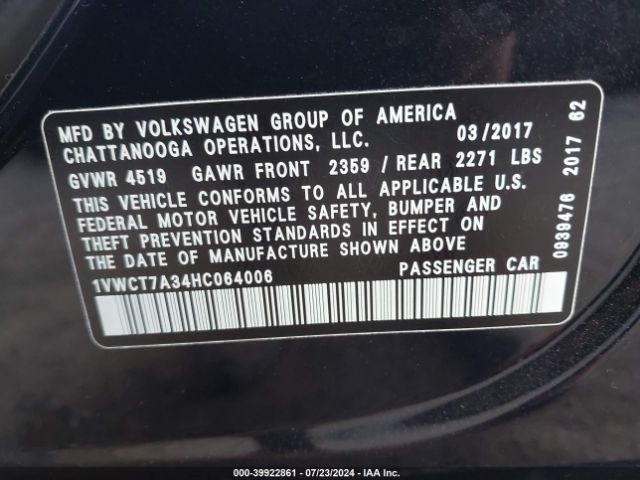 MFD BY VOLKSWAGEN GROUP OF AMERICA
CHATTANOOGA OPERATIONS, LLC. 03/2017
GVWR 4519 GAWR FRONT 2359 / REAR 2271 LBS
THIS VEHICLE CONFORMS TO ALL APPLICABLE U.S.
FEDERAL MOTOR VEHICLE SAFETY, BUMPER AND
THEFT PREVENTION STANDARDS IN EFFECT ON
THE DATE OF MANUFACTURE SHOWN ABOVE
1VWCT7A34HC064006 PASSENGER CAR
0939476 2017 62
000-39922861 - 07/23/2024 - IAAI.COM